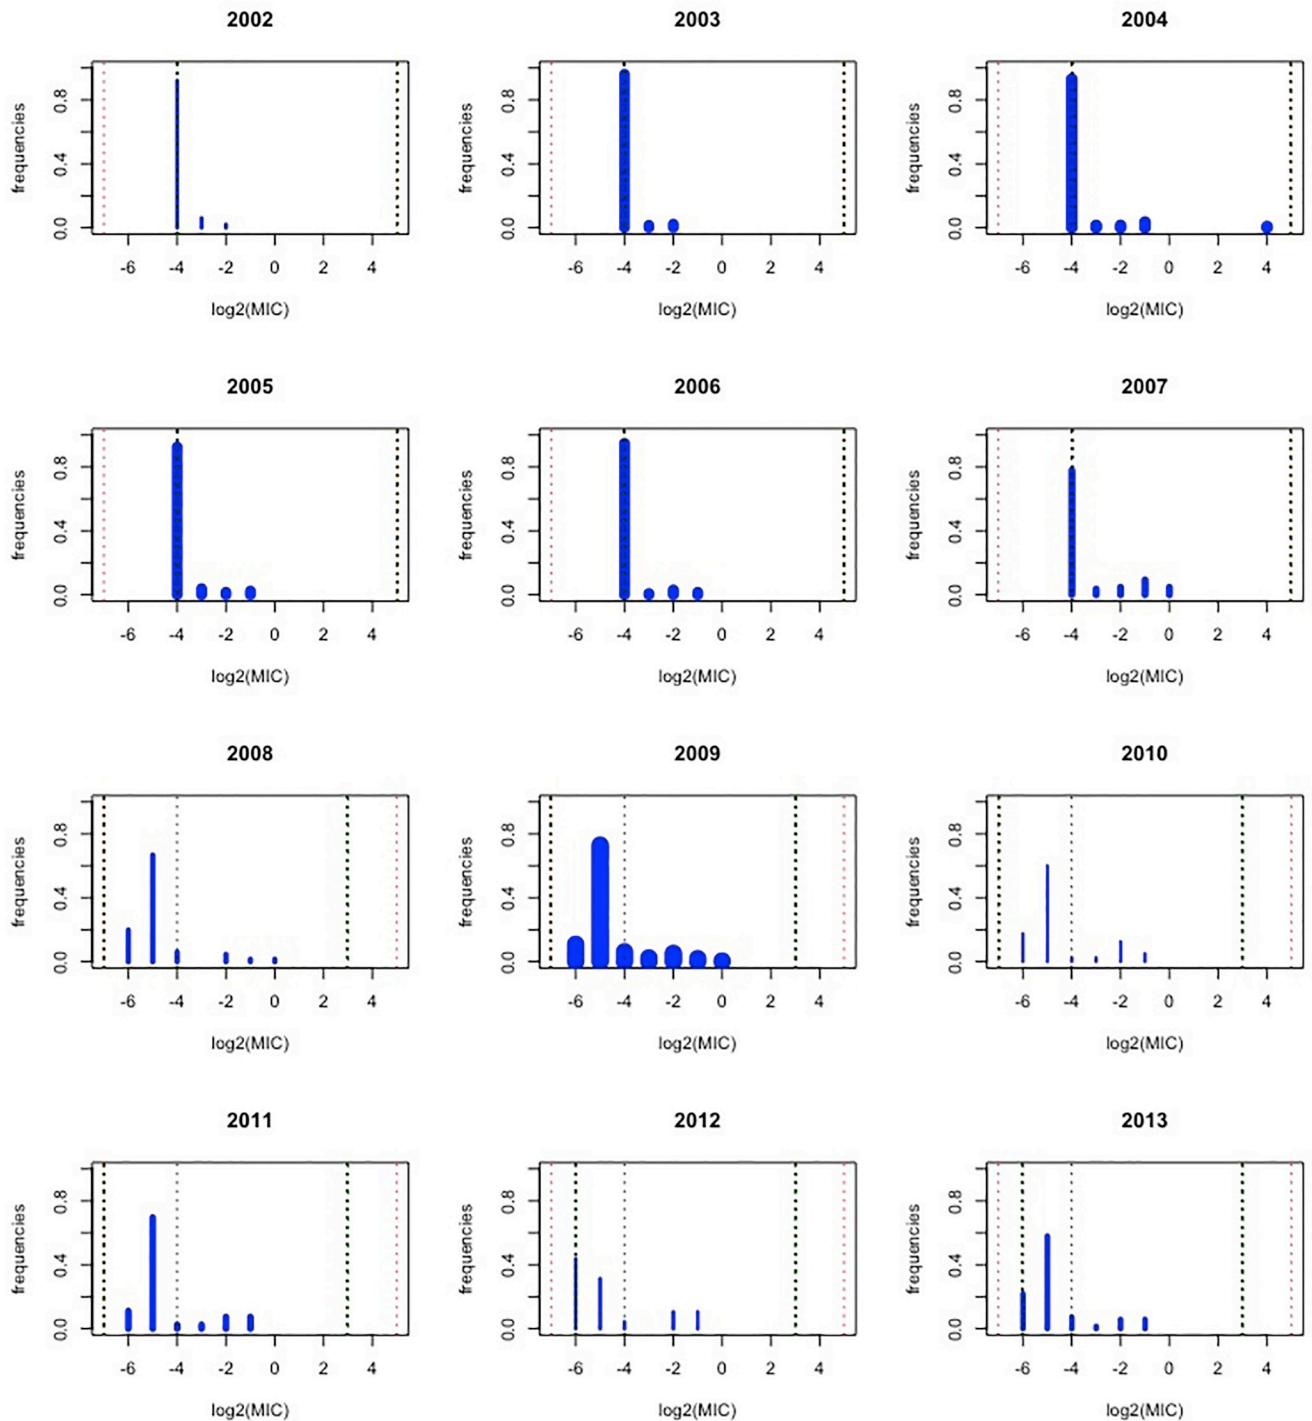 2002 2003 2004
frequencies 0.0 0.4 0.8 frequencies 0.0 0.4 0.8 frequencies 0.0 0.4 0.8
-6 -4 -2 0 2 4 -6 -4 -2 0 2 4 -6 -4 -2 0 2 4
log2(MIC) log2(MIC) log2(MIC)
2005 2006 2007
frequencies 0.0 0.4 0.8 frequencies 0.0 0.4 0.8 frequencies 0.0 0.4 0.8
-6 -4 -2 0 2 4 -6 -4 -2 0 2 4 -6 -4 -2 0 2 4
log2(MIC) log2(MIC) log2(MIC)
2008 2009 2010
frequencies 0.0 0.4 0.8 frequencies 0.0 0.4 0.8 frequencies 0.0 0.4 0.8
-6 -4 -2 0 2 4 -6 -4 -2 0 2 4 -6 -4 -2 0 2 4
log2(MIC) log2(MIC) log2(MIC)
2011 2012 2013
frequencies 0.0 0.4 0.8 frequencies 0.0 0.4 0.8 frequencies 0.0 0.4 0.8
-6 -4 -2 0 2 4 -6 -4 -2 0 2 4 -6 -4 -2 0 2 4
log2(MIC) log2(MIC) log2(MIC)